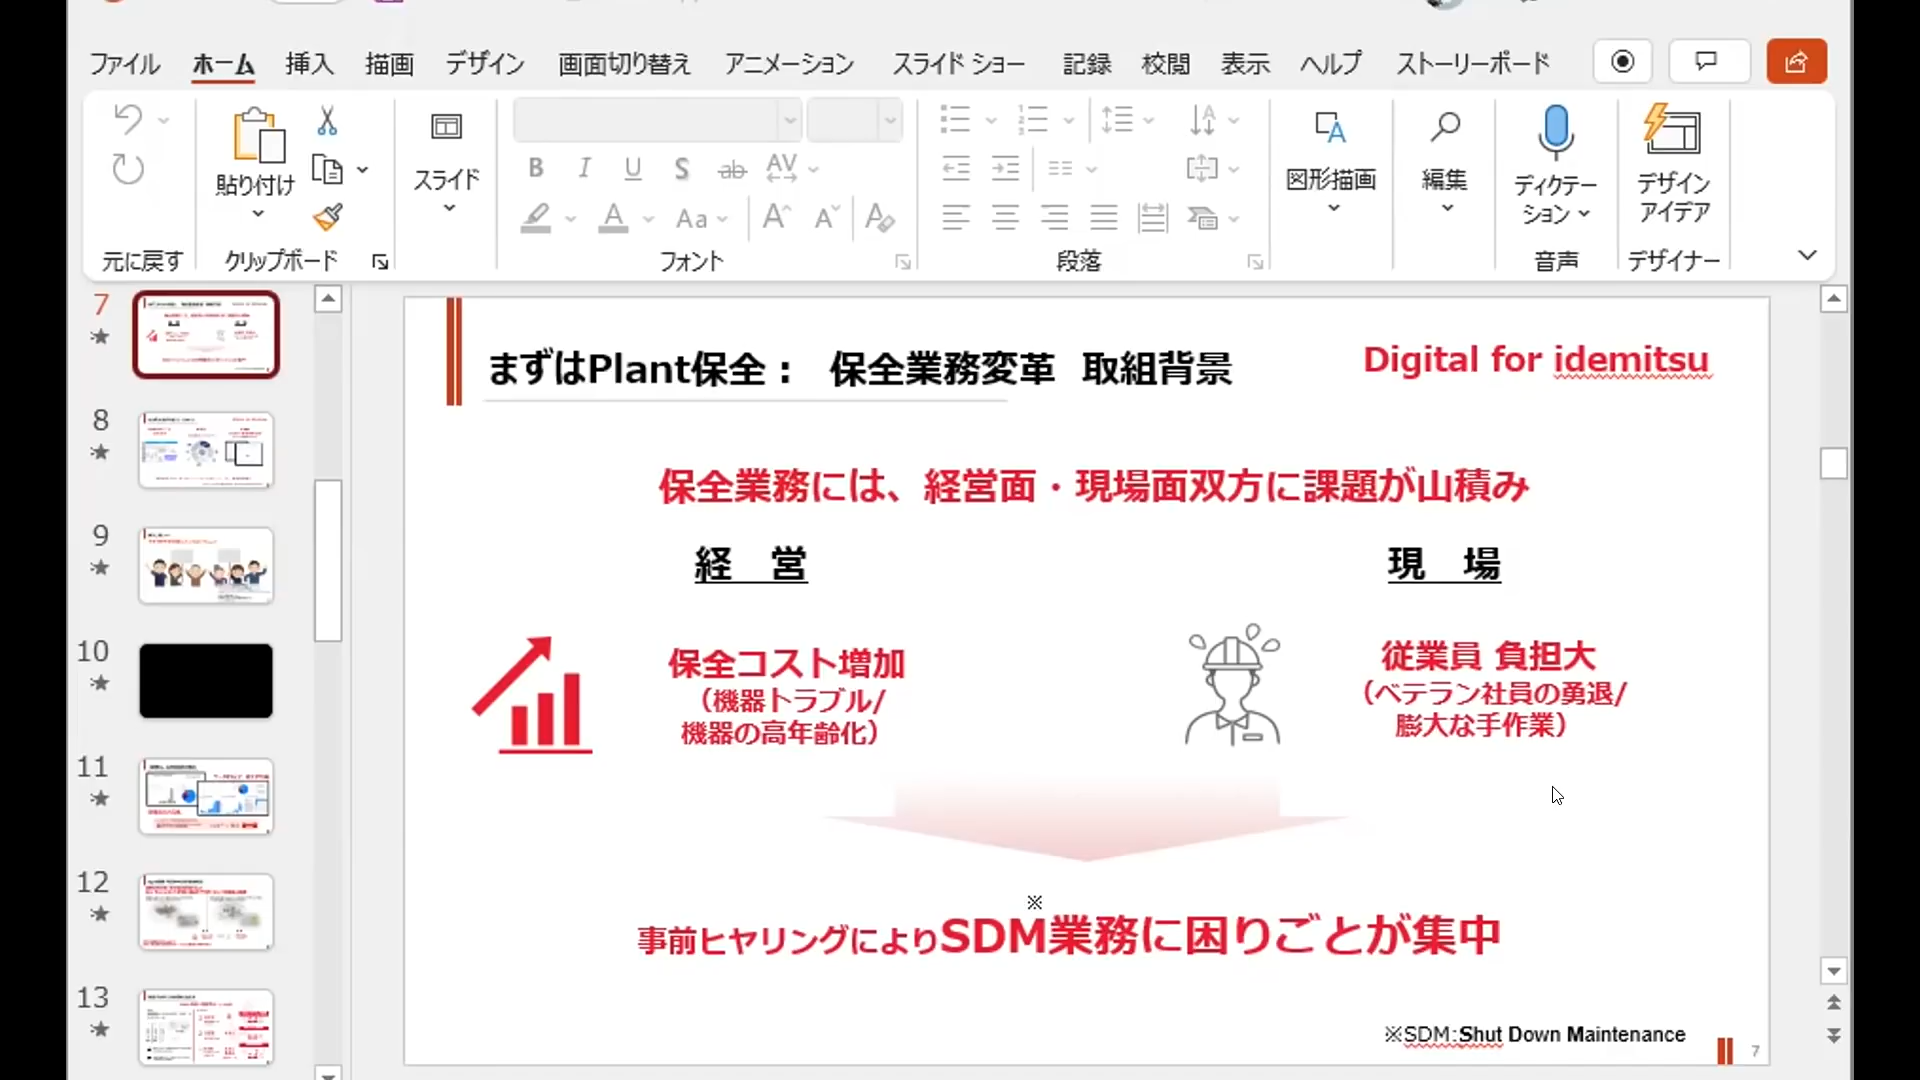 ファイル ホーム 挿入 描画 デザイン 画面切り替え アニメーション スライド ショー 記録 校閲 表示 ヘルプ ストーリーボード
貼り付け
スライド
図形描画
編集
ディクテー
ション
デザイン
アイデア
元に戻す クリップボード フォント 段落 音声 デザイナー
7
8
9
10
11
12
13
まずはPlant保全： 保全業務変革 取組背景
Digital for idemitsu
保全業務には、経営面・現場面双方に課題が山積み
経 営
現 場
保全コスト増加
（機器トラブル/
機器の高年齢化）
従業員 負担大
（ベテラン社員の勇退/
膨大な手作業）
※
事前ヒヤリングによりSDM業務に困りごとが集中
※SDM:Shut Down Maintenance
7